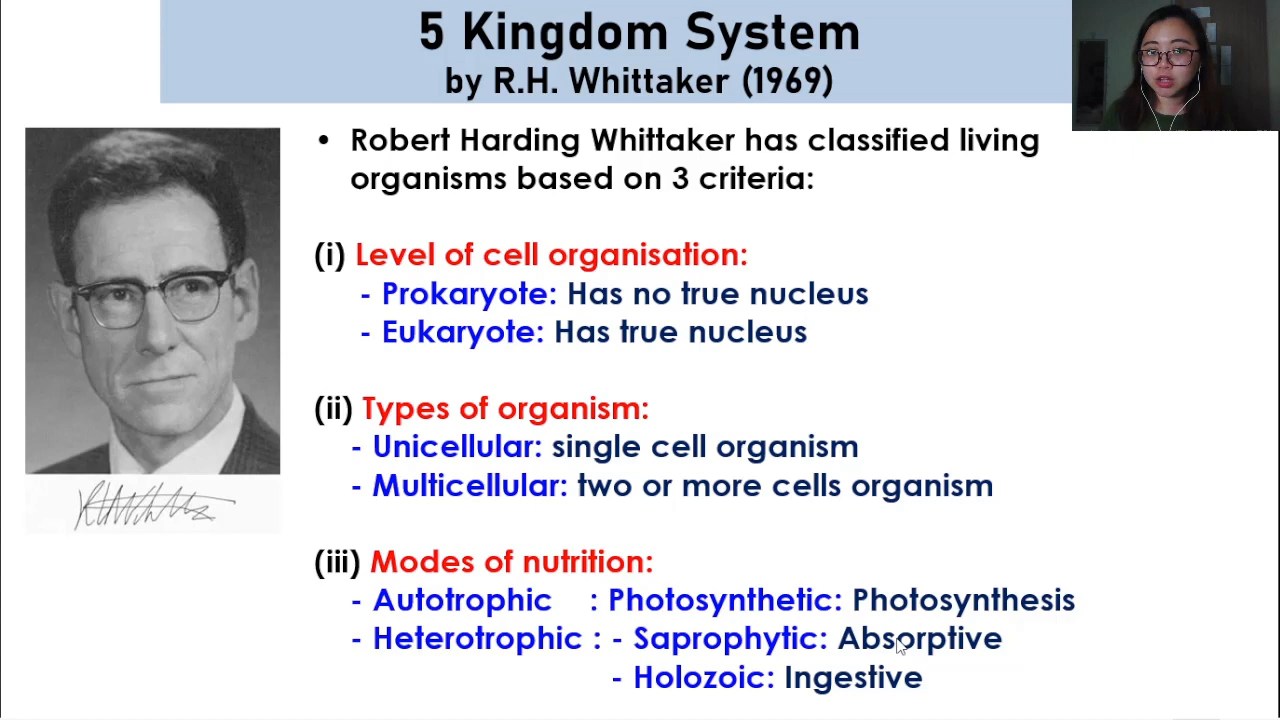 5 Kingdom System
by R.H. Whittaker (1969)
• Robert Harding Whittaker has classified living
organisms based on 3 criteria:
(i) Level of cell organisation:
- Prokaryote: Has no true nucleus
- Eukaryote: Has true nucleus
(ii) Types of organism:
- Unicellular: single cell organism
- Multicellular: two or more cells organism
(iii) Modes of nutrition:
- Autotrophic : Photosynthetic: Photosynthesis
- Heterotrophic : - Saprophytic: Absorptive
- Holozoic: Ingestive